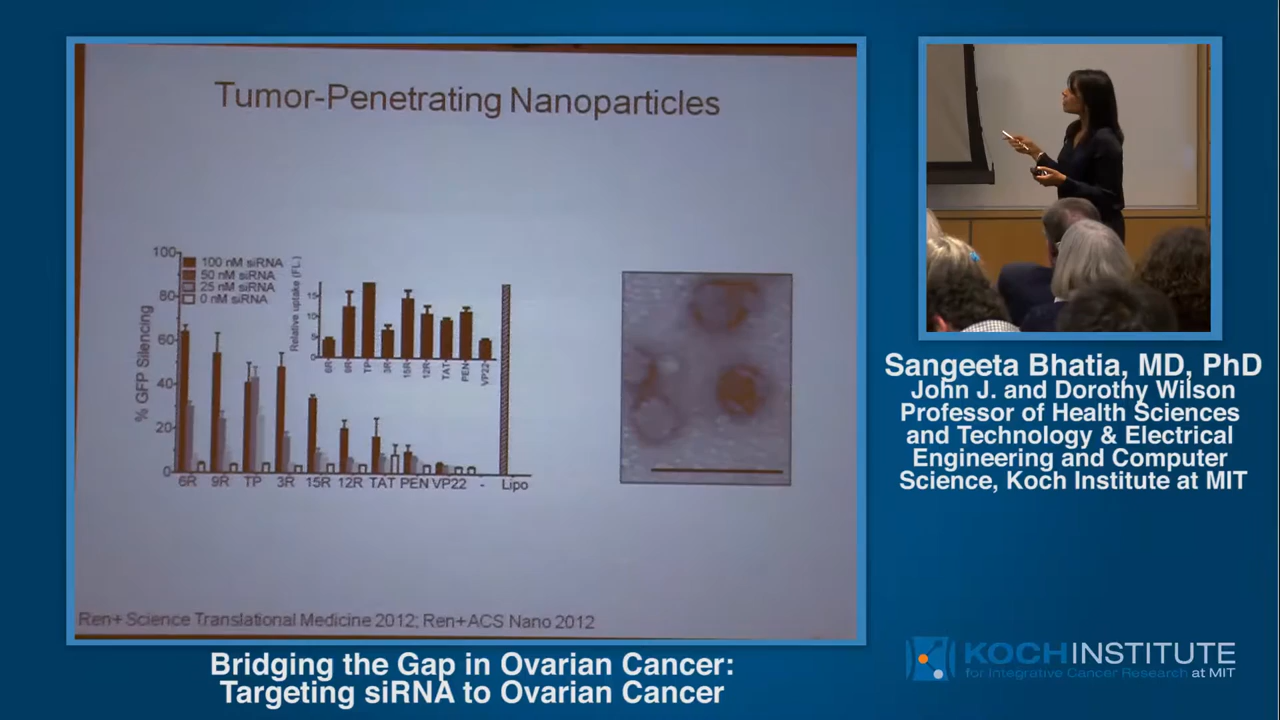 Tumor-Penetrating Nanoparticles
100
80
60
40
20
0
% GFP Silencing
100 nM siRNA
50 nM siRNA
25 nM siRNA
0 nM siRNA
Relative uptake (FL.)
15
10
5
0
6R 9R TP 3R 15R 12R TAT PEN VP22
6R 9R TP 3R 15R 12R TAT PEN VP22 - Lipo
Ren+ Science Translational Medicine 2012; Ren+ ACS Nano 2012
Sangeeta Bhatia, MD, PhD
John J. and Dorothy Wilson
Professor of Health Sciences
and Technology & Electrical
Engineering and Computer
Science, Koch Institute at MIT
Bridging the Gap in Ovarian Cancer:
Targeting siRNA to Ovarian Cancer
KOCH INSTITUTE
for Integrative Cancer Research at MIT